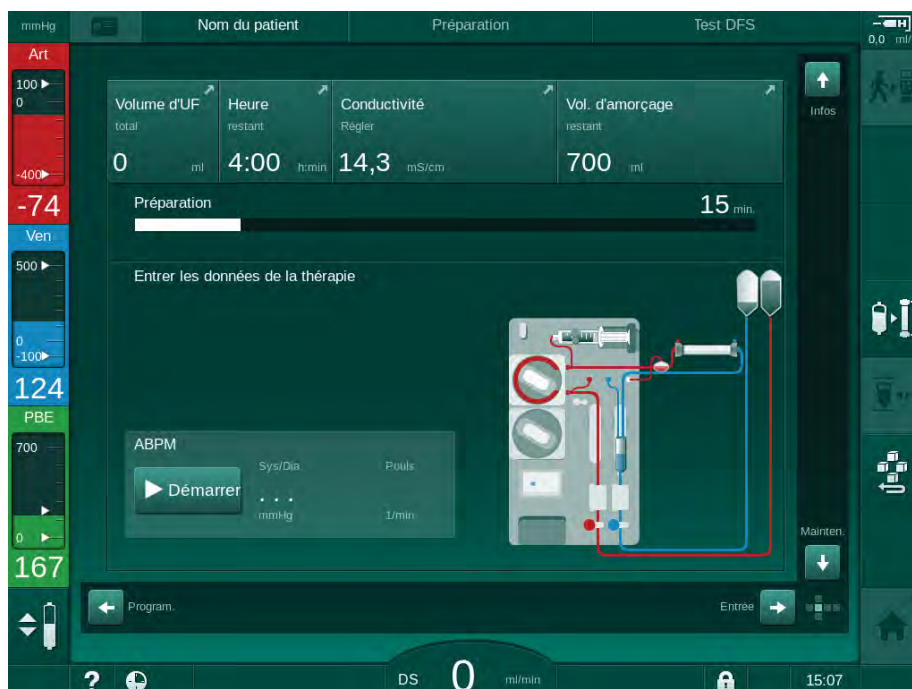 mmHg
Nom du patient
Préparation
Test DFS
0,0 ml/
Art
100
0
-400
-74
Ven
500
0
-100
124
PBE
700
0
167
Volume d'UF
total
0 ml
Heure
restant
4:00 h:min
Conductivité
Régler
14,3 mS/cm
Vol. d'amorçage
restant
700 ml
Infos
Préparation
15 min.
Entrer les données de la thérapie
ABPM
Démarrer
Sys/Dia
. . .
mmHg
Pouls
1/min
Mainten.
Program.
Entrée
?
DS 0 ml/min
15:07